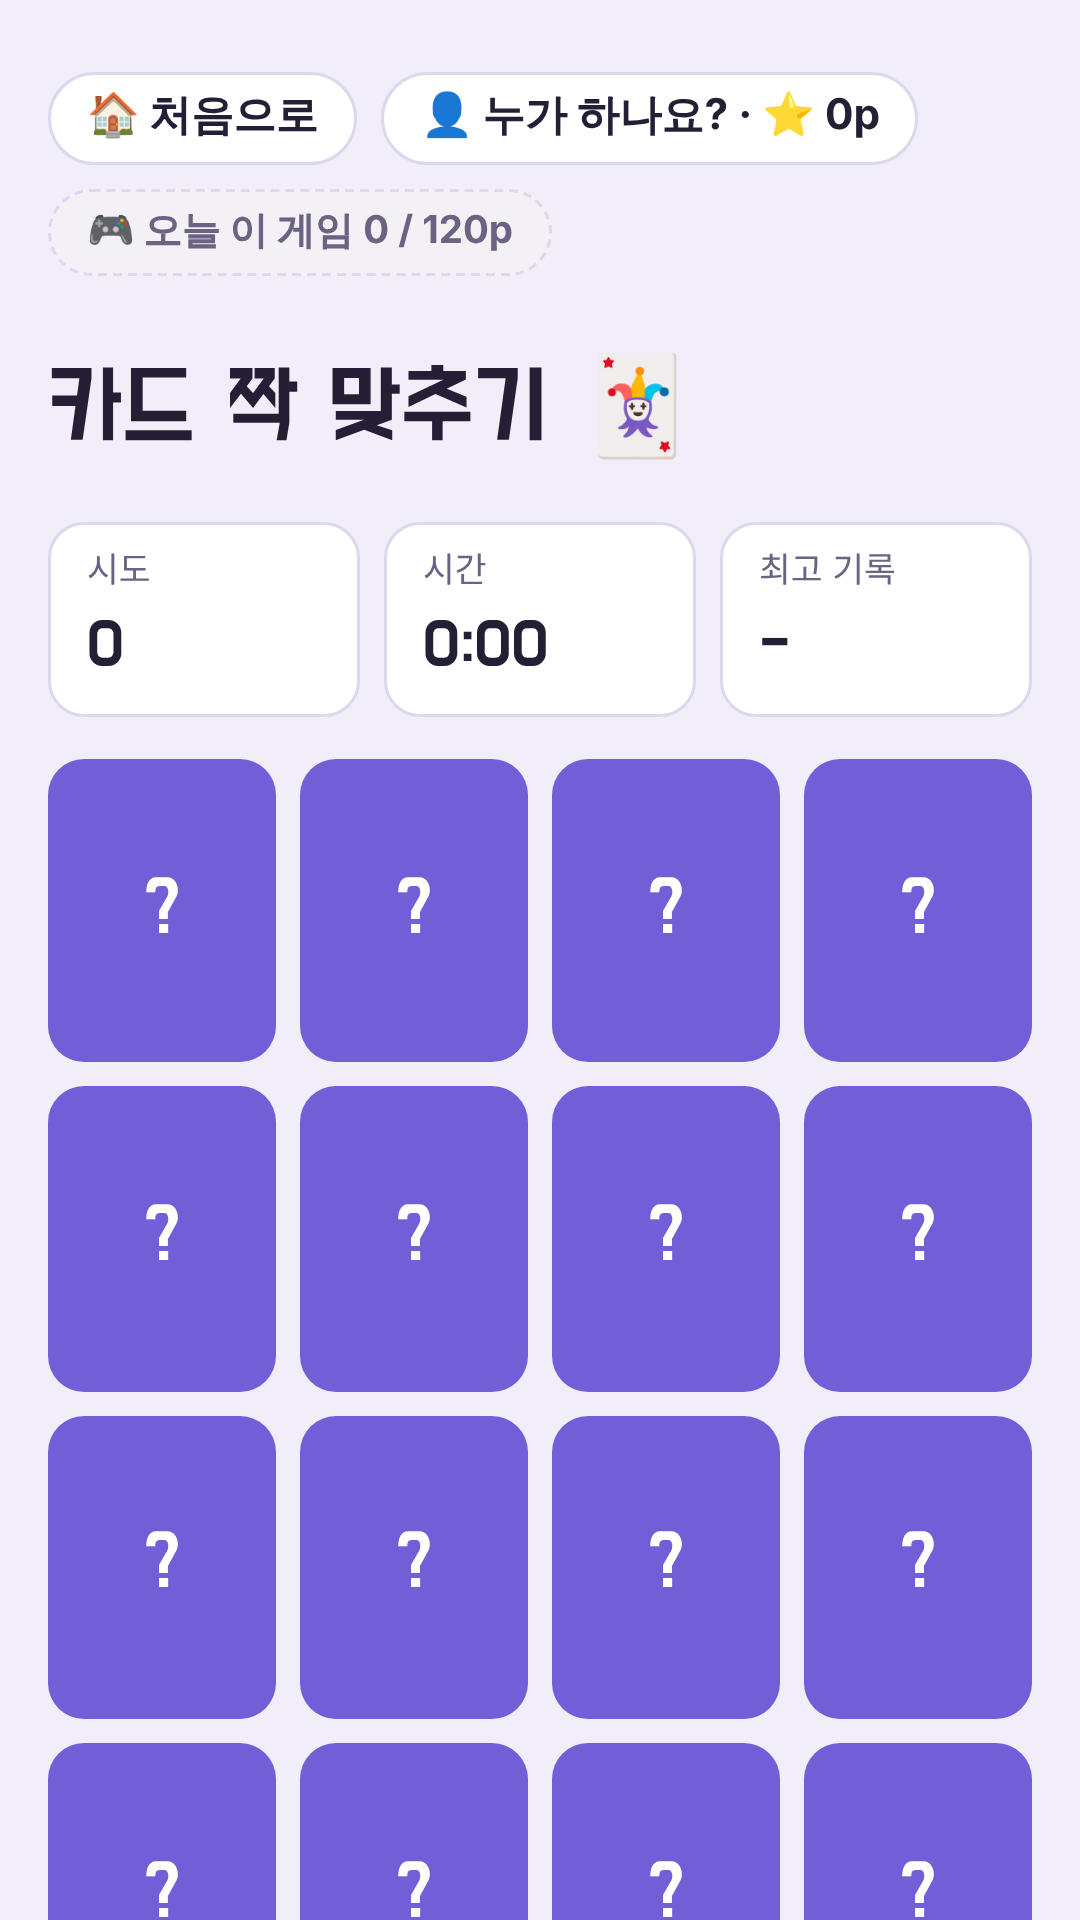 🏠 처음으로
👤 누가 하나요? · ⭐ 0p
🎮 오늘 이 게임 0 / 120p
카드 짝 맞추기 🃏
시도
0
시간
0:00
최고 기록
-
? ? ? ?
? ? ? ?
? ? ? ?
? ? ? ?